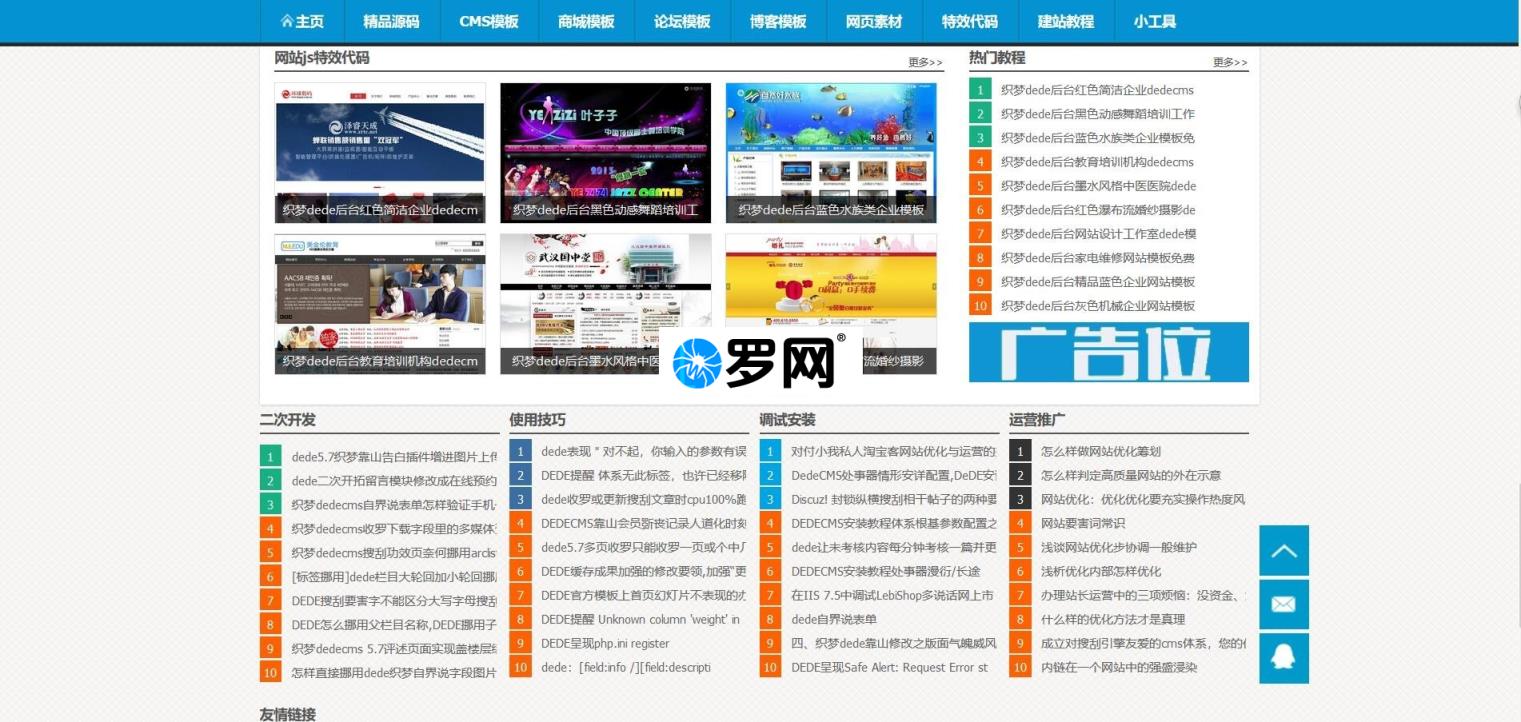 主页 精品源码 CMS模板 商城模板 论坛模板 博客模板 网页素材 特效代码 建站教程 小工具
网站js特效代码 更多>>
织梦dede后台红色简洁企业dedecm
织梦dede后台黑色动感舞蹈培训工
织梦dede后台蓝色水族类企业模板
织梦dede后台教育培训机构dedecm
织梦dede后台墨水风格中医
流婚纱摄影
罗网®
热门教程 更多>>
1 织梦dede后台红色简洁企业dedecms
2 织梦dede后台黑色动感舞蹈培训工作
3 织梦dede后台蓝色水族类企业模板免
4 织梦dede后台教育培训机构dedecms
5 织梦dede后台墨水风格中医医院dede
6 织梦dede后台红色瀑布流婚纱摄影de
7 织梦dede后台网站设计工作室dede模
8 织梦dede后台家电维修网站模板免费
9 织梦dede后台精品蓝色企业网站模板
10 织梦dede后台灰色机械企业网站模板
广告位
二次开发
1 dede5.7织梦靠山告白插件增进图片上传
2 dede二次开拓留言模块修改成在线预约
3 织梦dedecms自界说表单怎样验证手机
4 织梦dedecms收罗下载字段里的多媒体
5 织梦dedecms搜刮功效页奈何挪用arclis
6 [标签挪用]dede栏目大轮回加小轮回挪
7 DEDE搜刮要害字不能区分大写字母搜刮
8 DEDE怎么挪用父栏目名称,DEDE挪用子
9 织梦dedecms 5.7评述页面实现盖楼层
10 怎样直接挪用dede织梦自界说字段图片
使用技巧
1 dede表现 " 对不起，你输入的参数有误
2 DEDE提醒 体系无此标签，也许已经移
3 dede收罗或更新搜刮文章时cpu100%跑
4 DEDECMS靠山会员斵丧记录人道化时刻
5 dede5.7多页收罗只能收罗一页或个中
6 DEDE缓存成果加强的修改要领,加强"更
7 DEDE官方模板上首页幻灯片不表现的办
8 DEDE提醒 Unknown column 'weight' in
9 DEDE呈现php.ini register
10 dede：[field:info /][field:descripti
调试安装
1 对付小我私人淘宝客网站优化与运营的
2 DedeCMS处事器情形安详配置,DeDE安
3 Discuz! 封锁纵横搜刮相干帖子的两种要
4 DEDECMS安装教程体系根基参数配置之
5 dede让未考核内容每分钟考核一篇并更
6 DEDECMS安装教程处事器漫衍/长途
7 在IIS 7.5中调试LebiShop多说话网上市
8 dede自界说表单
9 四、织梦dede靠山修改之版面气魄威风
10 DEDE呈现Safe Alert: Request Error st
运营推广
1 怎么样做网站优化筹划
2 怎么样判定高质量网站的外在示意
3 网站优化：优化优化要充实操作热度风
4 网站要害词常识
5 浅谈网站优化步协调一般维护
6 浅析优化内部怎样优化
7 办理站长运营中的三项烦恼：没资金、
8 什么样的优化方法才是真理
9 成立对搜刮引擎友爱的cms体系，您的
10 内链在一个网站中的强盛浸染
友情链接